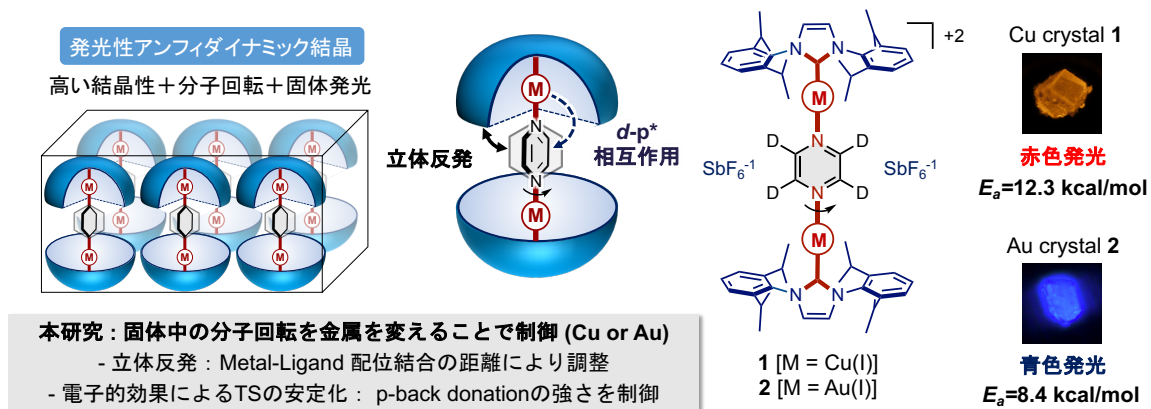 発光性アンフィダイナミック結晶
高い結晶性＋分子回転＋固体発光
M
M
M
M
M
M
M
M
M
N
N
M
立体反発
d-p*
相互作用
+2
N
N
M
N
D
D
SbF6-1
SbF6-1
D
D
N
M
N
N
1 [M = Cu(I)]
2 [M = Au(I)]
Cu crystal 1
赤色発光
Ea=12.3 kcal/mol
Au crystal 2
青色発光
Ea=8.4 kcal/mol
本研究：固体中の分子回転を金属を変えることで制御 (Cu or Au)
- 立体反発：Metal-Ligand 配位結合の距離により調整
- 電子的効果によるTSの安定化： p-back donationの強さを制御